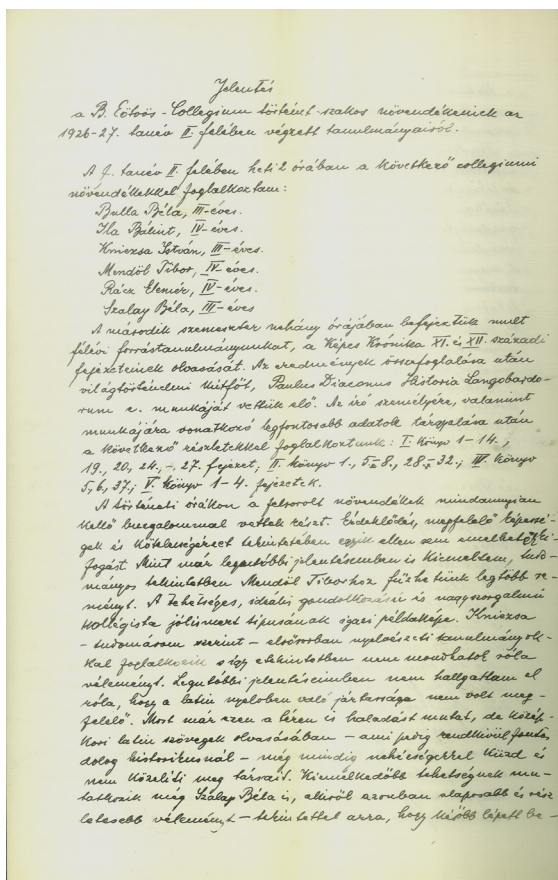 Jelentés
a B. Eötvös-Collegium történet-szakos növendékeinek az
1926-27. tanév II. felében végzett tanulmányairól.
A f. tanév II. felében heti 2 órában a következő collegiumi
növendékekkel foglalkoztam:
Bulla Béla, III-éves.
Ila Bálint, IV-éves.
Kniezsa István, III-éves.
Mendöl Tibor, IV-éves.
Rácz Elemér, IV-éves.
Szalay Béla, III-éves
A második szemeszter néhány órájában befejeztük mult
félévi forrástanulmányunkat, a Képes Krónika XI. és XII. századi
fejezeteinek olvasását. Az eredmények összefoglalása után
világtörténelmi kútfőt, Paulus Diaconus Historia Langobardo-
rum c. munkáját vettük elő. Az író személyére, valamint
munkájára vonatkozó legfontosabb adatok tárgyalása után
a következő részletekkel foglalkoztunk: I. könyv 1-14.,
19., 20., 24., -, 27. fejezet; II. könyv 1., 5-8., 28-32.; III. könyv
5., 6., 37.; V. könyv 1-4. fejezetek.
A történeti órákon a felsorolt növendékek mindannyian
kellő buzgalommal vettek részt. Érdeklődés, megfelelő képessé-
gek és kötelességérzet tekintetében egyik ellen sem emelhetek ki-
fogást. Mint már legutóbbi jelentésemben is kiemeltem, tudo-
mányos tekintetben Mendöl Tiborhoz fűzhetünk legtöbb re-
ményt. A tehetséges, ideális gondolkozású és nagyszorgalmú
kollégista jólismert típusának igazi példaképe. Kniezsa
- tudomásom szerint - elsősorban nyelvészeti tanulmányok-
kal foglalkozik s így e tekintetben nem mondhatok róla
véleményt. Legutóbbi jelentésemben nem hallgattam el
róla, hogy a latin nyelvben való jártassága nem volt meg-
felelő. Most már ezen a téren is haladást mutat, de közép-
kori latin szövegek olvasásában - ami pedig rendkívül fontos
dolog historikusnál - még mindig nehézségekkel küzd és
nem közelíti meg társait. Kiemelkedőbb tehetségnek mu-
tatkozik még Szalay Béla is, akiről azonban alaposabb és rész
letesebb véleményt - tekintettel arra, hogy később lépett be-